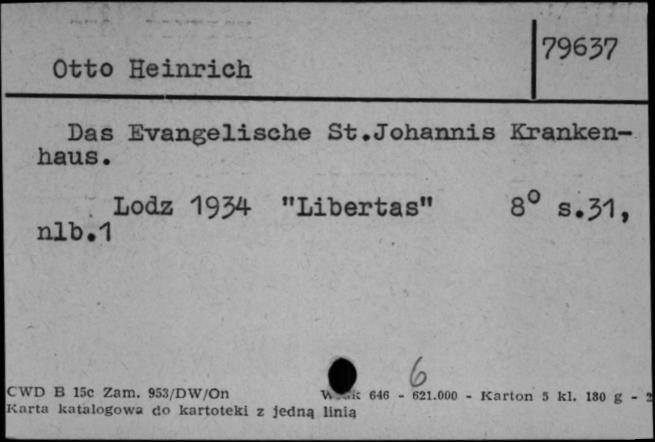 79637
Otto Heinrich
Das Evangelische St.Johannis Kranken-
haus.
Lodz 1934 "Libertas" 8° s.31,
nlb.1
6
CWD B 15c Zam. 953/DW/On 646 - 621.000 - Karton 5 kl. 180 g - 2
Karta katalogowa do kartoteki z jedną linią